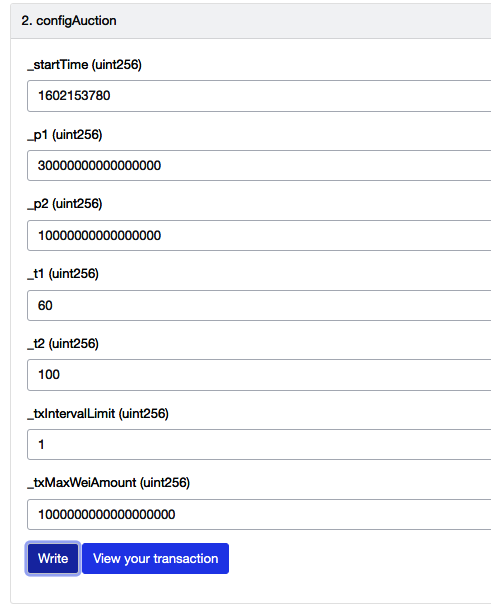 2. configAuction
_startTime (uint256)
1602153780
_p1 (uint256)
30000000000000000
_p2 (uint256)
10000000000000000
_t1 (uint256)
60
_t2 (uint256)
100
_txIntervalLimit (uint256)
1
_txMaxWeiAmount (uint256)
1000000000000000000
Write View your transaction